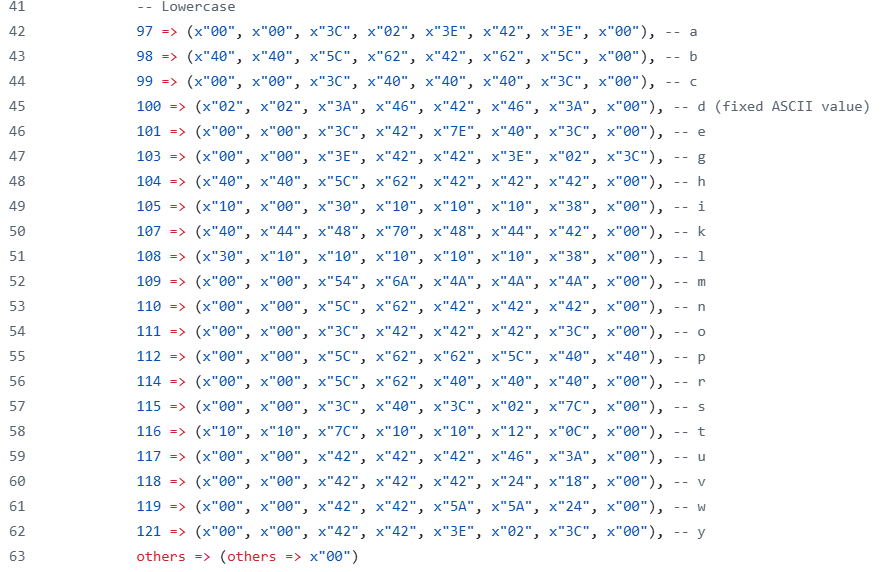 41 -- Lowercase
42 97 => (x"00", x"00", x"3C", x"02", x"3E", x"42", x"3E", x"00"), -- a
43 98 => (x"40", x"40", x"5C", x"62", x"42", x"62", x"5C", x"00"), -- b
44 99 => (x"00", x"00", x"3C", x"40", x"40", x"40", x"3C", x"00"), -- c
45 100 => (x"02", x"02", x"3A", x"46", x"42", x"46", x"3A", x"00"), -- d (fixed ASCII value)
46 101 => (x"00", x"00", x"3C", x"42", x"7E", x"40", x"3C", x"00"), -- e
47 103 => (x"00", x"00", x"3E", x"42", x"42", x"3E", x"02", x"3C"), -- g
48 104 => (x"40", x"40", x"5C", x"62", x"42", x"42", x"42", x"00"), -- h
49 105 => (x"10", x"00", x"30", x"10", x"10", x"10", x"38", x"00"), -- i
50 107 => (x"40", x"44", x"48", x"70", x"48", x"44", x"42", x"00"), -- k
51 108 => (x"30", x"10", x"10", x"10", x"10", x"10", x"38", x"00"), -- l
52 109 => (x"00", x"00", x"54", x"6A", x"4A", x"4A", x"4A", x"00"), -- m
53 110 => (x"00", x"00", x"5C", x"62", x"42", x"42", x"42", x"00"), -- n
54 111 => (x"00", x"00", x"3C", x"42", x"42", x"42", x"3C", x"00"), -- o
55 112 => (x"00", x"00", x"5C", x"62", x"62", x"5C", x"40", x"40"), -- p
56 114 => (x"00", x"00", x"5C", x"62", x"40", x"40", x"40", x"00"), -- r
57 115 => (x"00", x"00", x"3C", x"40", x"3C", x"02", x"7C", x"00"), -- s
58 116 => (x"10", x"10", x"7C", x"10", x"10", x"12", x"0C", x"00"), -- t
59 117 => (x"00", x"00", x"42", x"42", x"42", x"46", x"3A", x"00"), -- u
60 118 => (x"00", x"00", x"42", x"42", x"42", x"24", x"18", x"00"), -- v
61 119 => (x"00", x"00", x"42", x"42", x"5A", x"5A", x"24", x"00"), -- w
62 121 => (x"00", x"00", x"42", x"42", x"3E", x"02", x"3C", x"00"), -- y
63 others => (others => x"00")